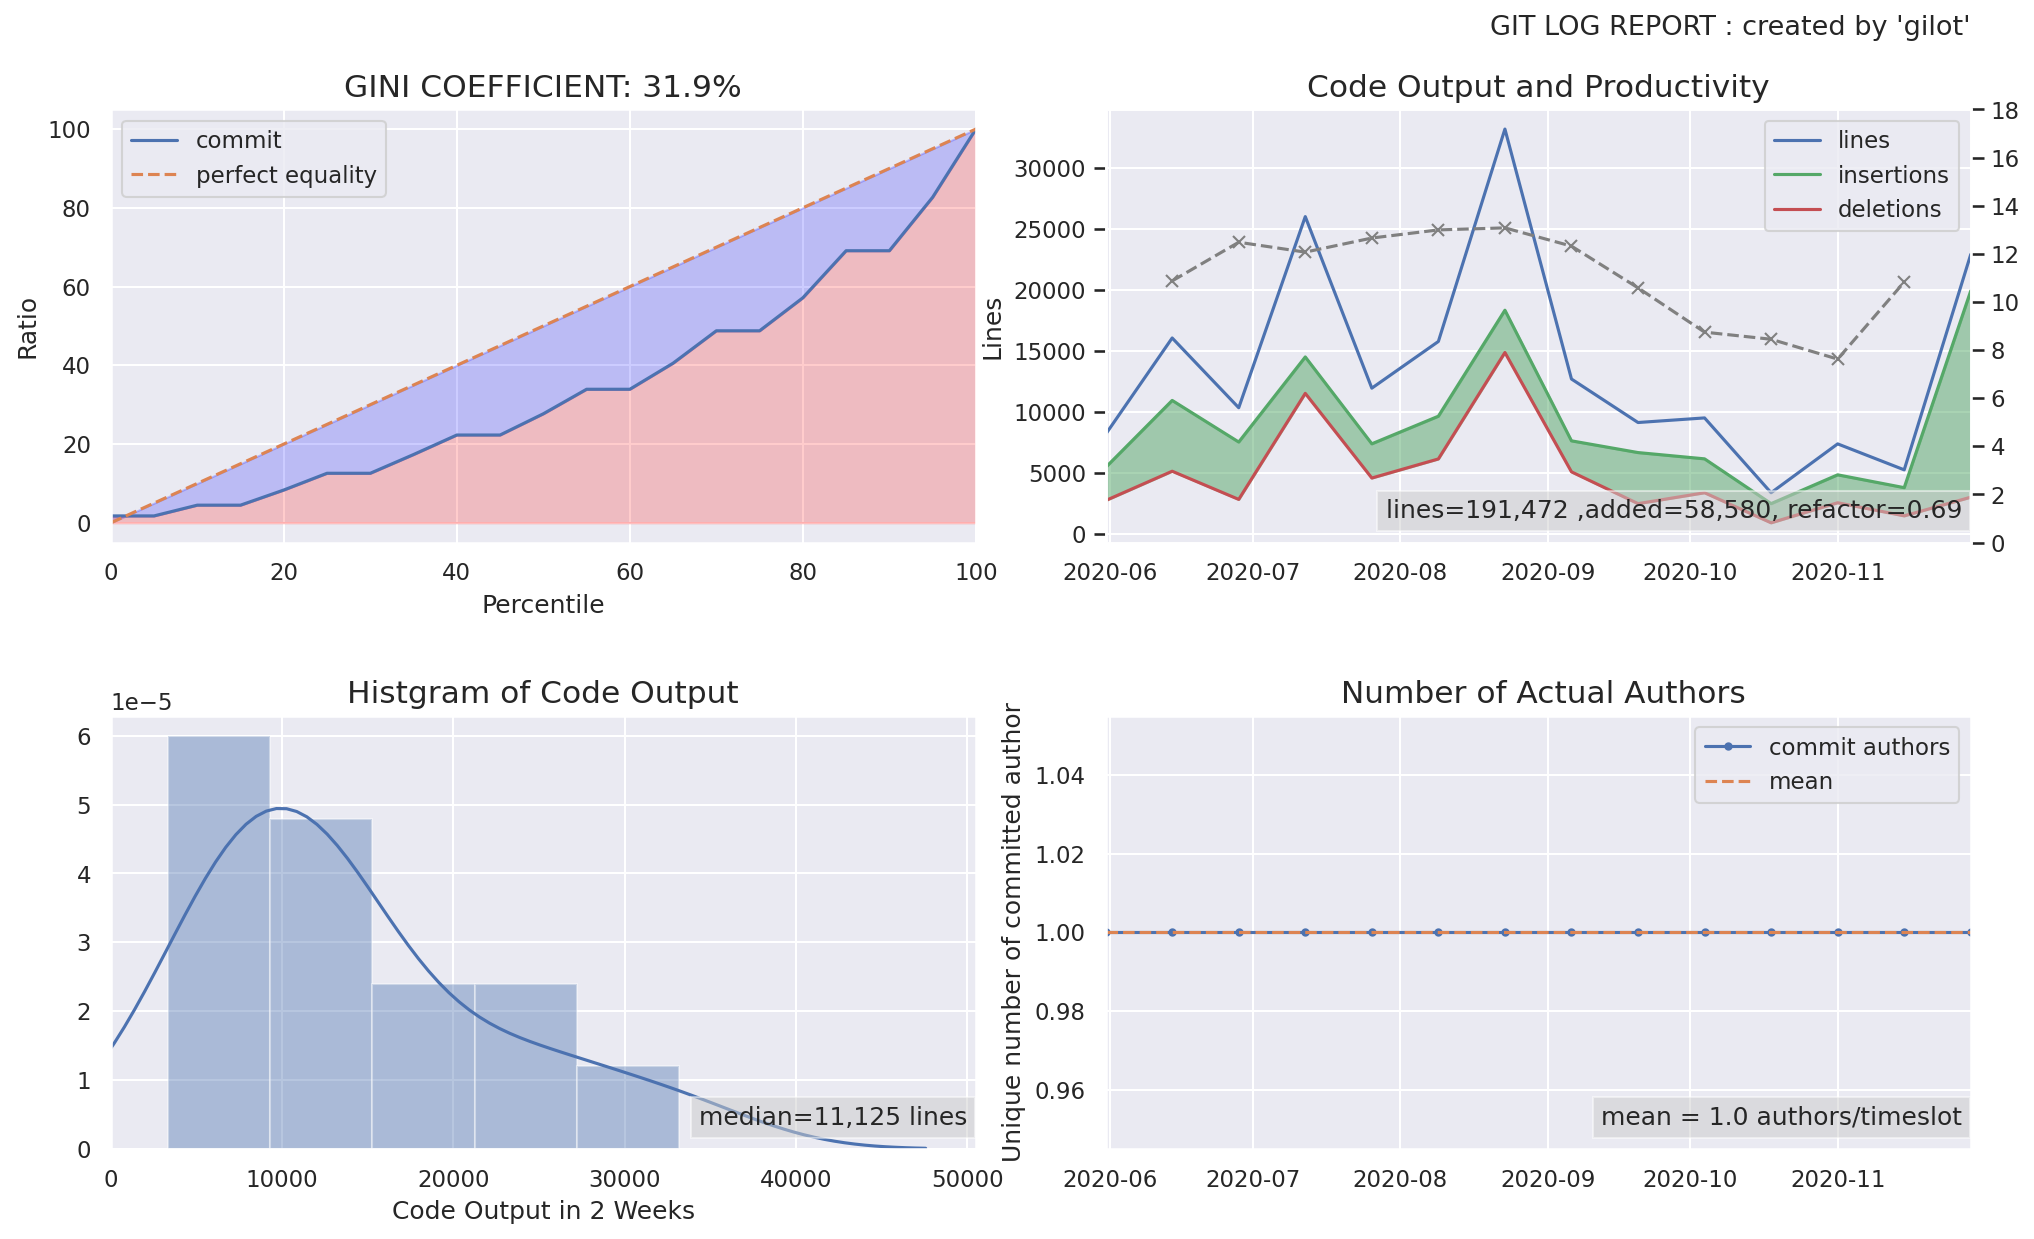 GIT LOG REPORT : created by 'gilot'
GINI COEFFICIENT: 31.9%
commit
perfect equality
Ratio
100
80
60
40
20
0
0 20 40 60 80 100
Percentile
Code Output and Productivity
lines
insertions
deletions
Lines
30000
25000
20000
15000
10000
5000
0
18
16
14
12
10
8
6
4
2
0
lines=191,472 ,added=58,580, refactor=0.69
2020-06 2020-07 2020-08 2020-09 2020-10 2020-11
Histgram of Code Output
1e−5
6
5
4
3
2
1
0
median=11,125 lines
0 10000 20000 30000 40000 50000
Code Output in 2 Weeks
Number of Actual Authors
commit authors
mean
Unique number of committed author
1.04
1.02
1.00
0.98
0.96
mean = 1.0 authors/timeslot
2020-06 2020-07 2020-08 2020-09 2020-10 2020-11